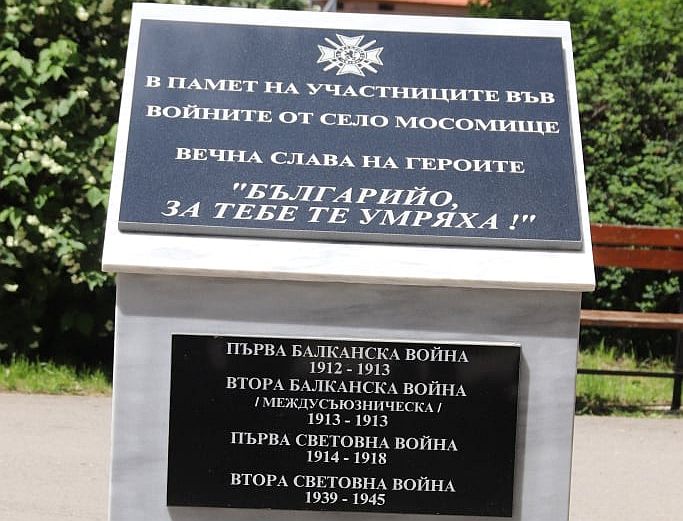 В ПАМЕТ НА УЧАСТНИЦИТЕ ВЪВ
ВОЙНИТЕ ОТ СЕЛО МОСОМИЩЕ
ВЕЧНА СЛАВА НА ГЕРОИТЕ
"БЪЛГАРИЙО,
ЗА ТЕБЕ ТЕ УМРЯХА !"
ПЪРВА БАЛКАНСКА ВОЙНА
1912 - 1913
ВТОРА БАЛКАНСКА ВОЙНА
/ МЕЖДУСЪЮЗНИЧЕСКА /
1913 - 1913
ПЪРВА СВЕТОВНА ВОЙНА
1914 - 1918
ВТОРА СВЕТОВНА ВОЙНА
1939 - 1945